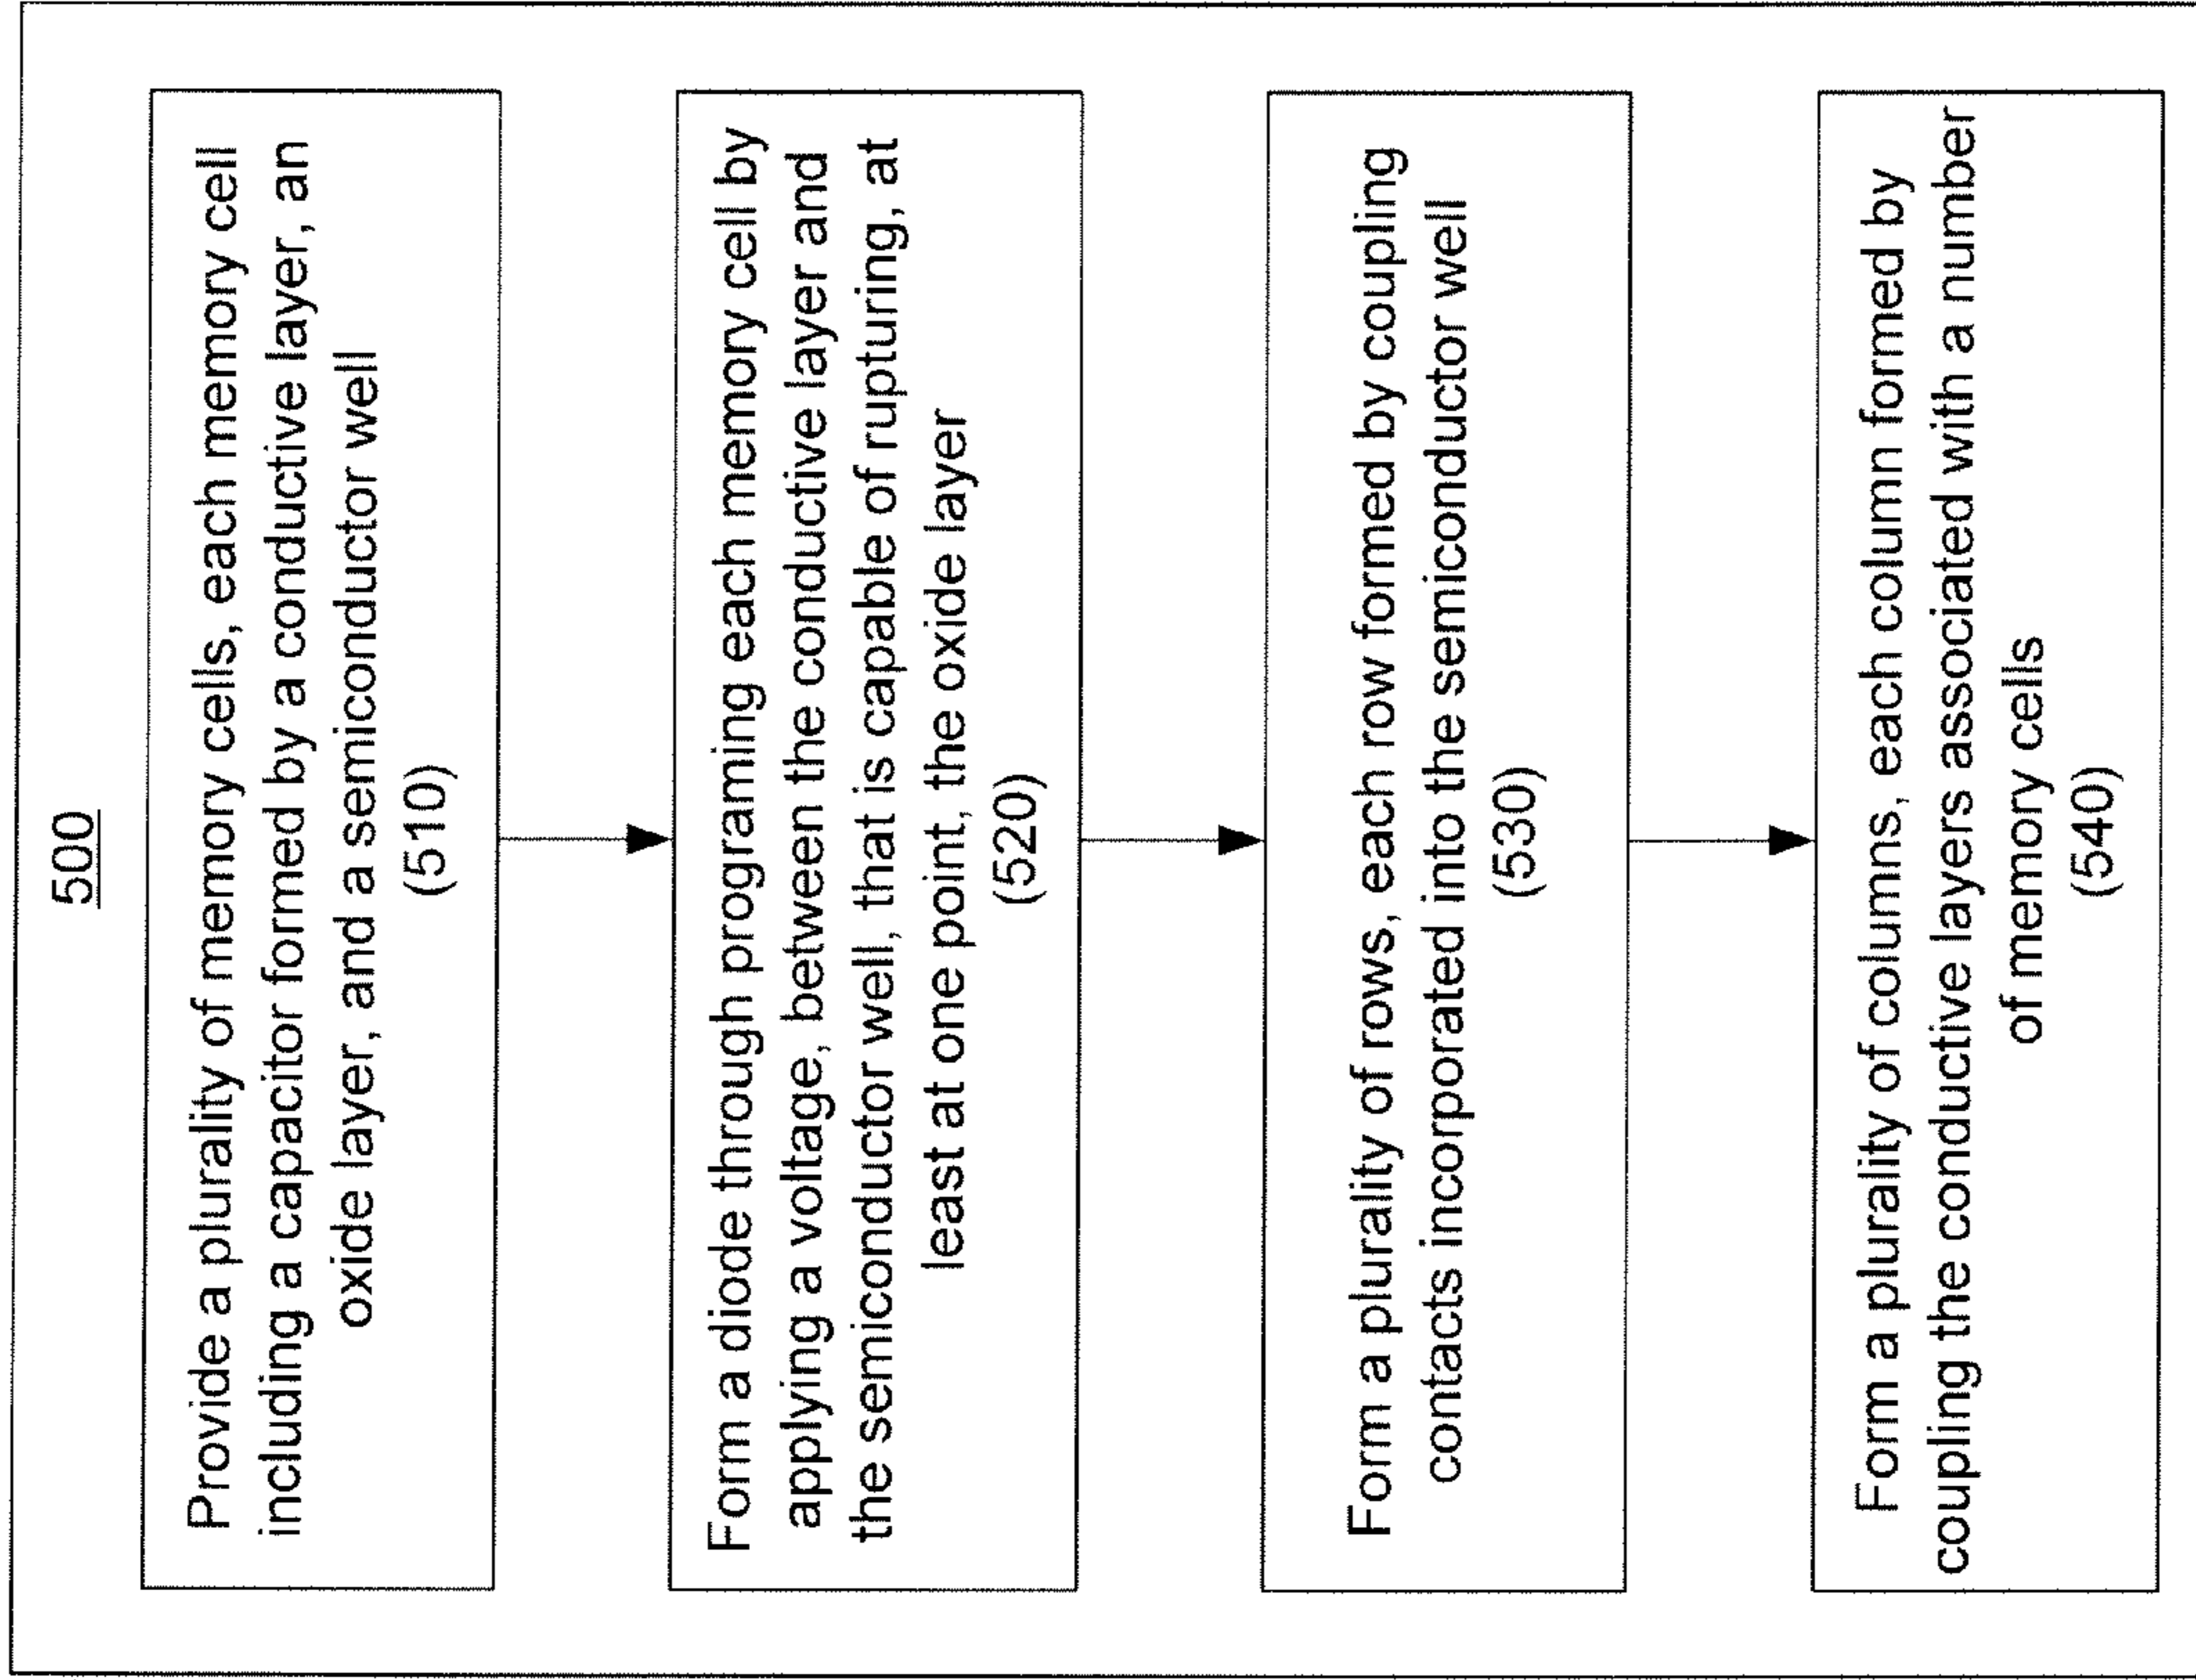 500
Provide a plurality of memory cells, each memory cell
including a capacitor formed by a conductive layer, an
oxide layer, and a semiconductor well
(510)
Form a diode through programing each memory cell by
applying a voltage, between the conductive layer and
the semiconductor well, that is capable of rupturing, at
least at one point, the oxide layer
(520)
Form a plurality of rows, each row formed by coupling
contacts incorporated into the semiconductor well
(530)
Form a plurality of columns, each column formed by
coupling the conductive layers associated with a number
of memory cells
(540)